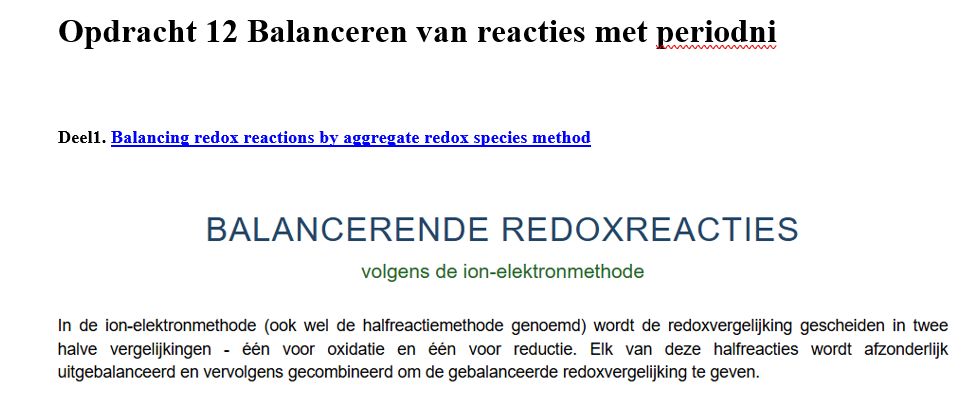 Opdracht 12 Balanceren van reacties met periodni
Deel1. Balancing redox reactions by aggregate redox species method
BALANCERENDE REDOXREACTIES
volgens de ion-elektronmethode
In de ion-elektronmethode (ook wel de halfreactiemethode genoemd) wordt de redoxvergelijking gescheiden in twee
halve vergelijkingen - één voor oxidatie en één voor reductie. Elk van deze halfreacties wordt afzonderlijk
uitgebalanceerd en vervolgens gecombineerd om de gebalanceerde redoxvergelijking te geven.